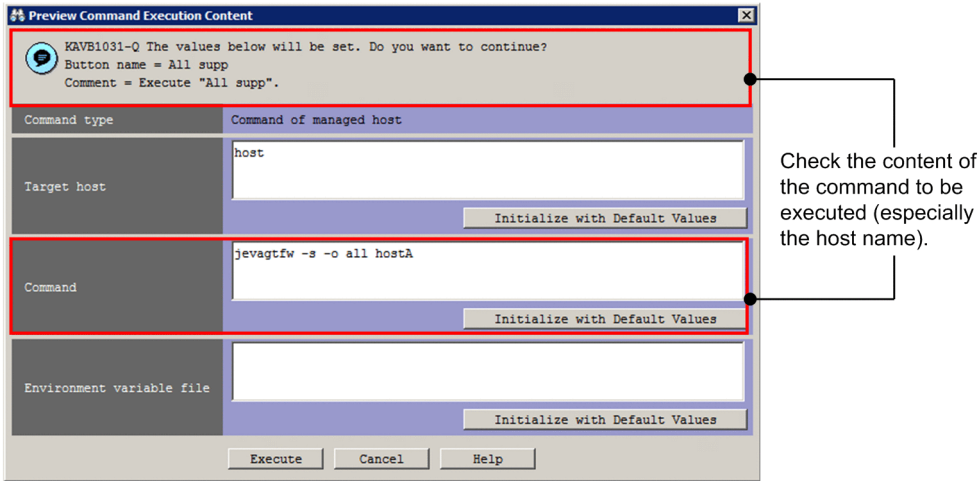 Preview Command Execution Content
KAVB1031-Q The values below will be set. Do you want to continue?
Button name = All supp
Comment = Execute "All supp".
Command type
Command of managed host
Target host
host
Initialize with Default Values
Command
jevagtfw -s -o all hostA
Initialize with Default Values
Environment variable file
Initialize with Default Values
Execute
Cancel
Help
Check the content of
the command to be
executed (especially
the host name).